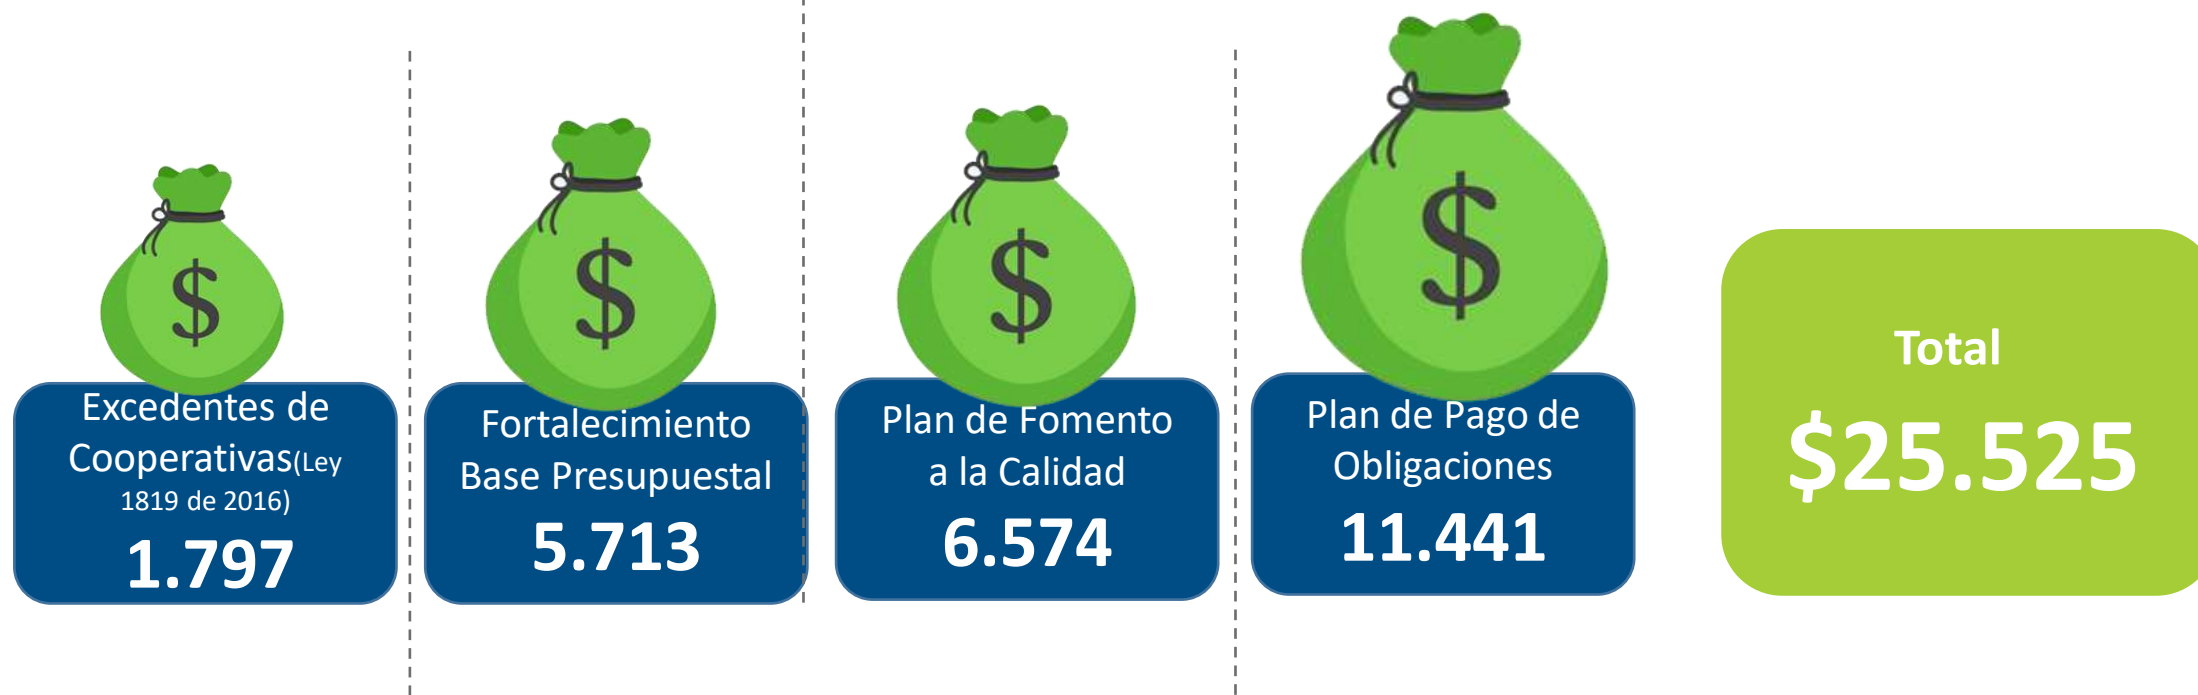 $
Excedentes de
Cooperativas(Ley
1819 de 2016)
1.797
$
Fortalecimiento
Base Presupuestal
5.713
$
Plan de Fomento
a la Calidad
6.574
$
Plan de Pago de
Obligaciones
11.441
Total
$25.525